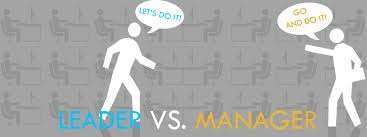 LET'S DO IT!
GO
AND DO IT!
LEADER VS. MANAGER